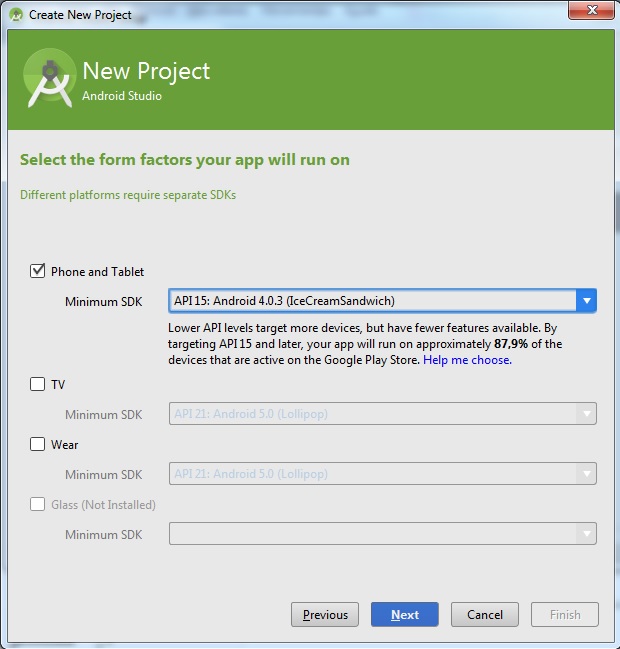 Create New Project
New Project
Android Studio
Select the form factors your app will run on
Different platforms require separate SDKs
Phone and Tablet
Minimum SDK API 15: Android 4.0.3 (IceCreamSandwich)
Lower API levels target more devices, but have fewer features available. By
targeting API 15 and later, your app will run on approximately 87,9% of the
devices that are active on the Google Play Store. Help me choose.
TV
Minimum SDK API 21: Android 5.0 (Lollipop)
Wear
Minimum SDK API 21: Android 5.0 (Lollipop)
Glass (Not Installed)
Minimum SDK
Previous Next Cancel Finish